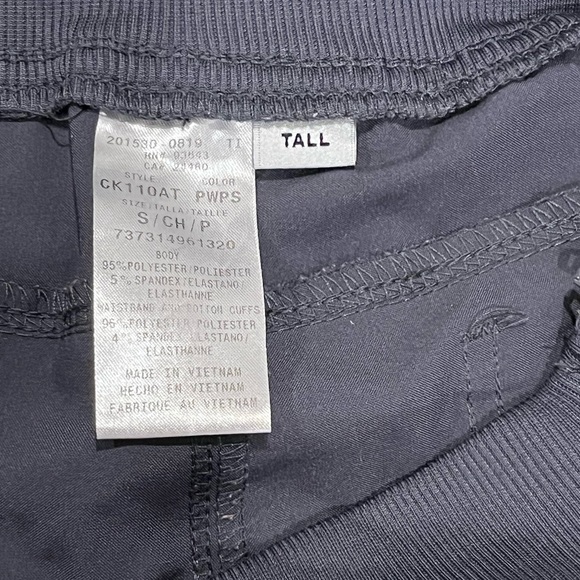 201530-0819 TI
RN# 93643
CA# 28460
STYLE COLOR
CK110AT PWPS
SIZE/TALLA/TAILLE
S/CH/P
737314961320
BODY
95%POLYESTER/POLIESTER
5%SPANDEX/ELASTANO/
ELASTHANNE
WAISTBAND AND BOTTOM CUFFS
96%POLYESTER POLIESTER
4%SPANDEX/ELASTANO/
ELASTHANNE
MADE IN VIETNAM
HECHO EN VIETNAM
FABRIQUE AU VIETNAM
TALL